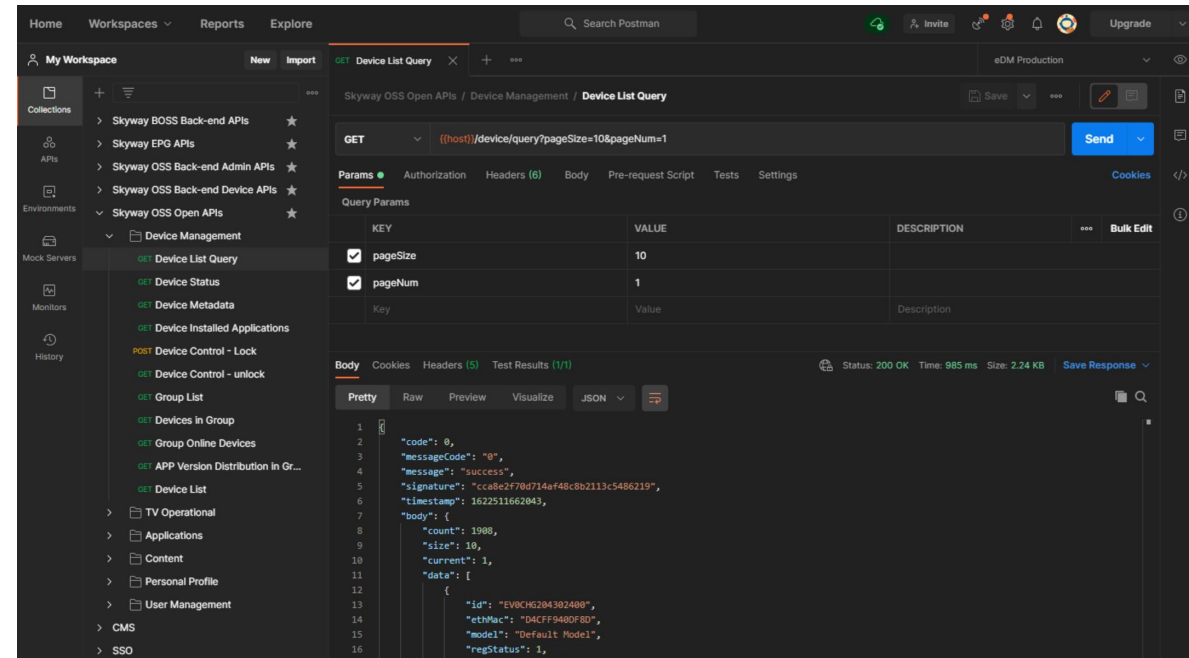 Home Workspaces Reports Explore Search Postman Invite Upgrade
My Workspace New Import GET Device List Query eDM Production
Collections
APIs
Environments
Mock Servers
Monitors
History
Skyway BOSS Back-end APIs
Skyway EPG APIs
Skyway OSS Back-end Admin APIs
Skyway OSS Back-end Device APIs
Skyway OSS Open APIs
Device Management
GET Device List Query
GET Device Status
GET Device Metadata
GET Device Installed Applications
POST Device Control - Lock
GET Device Control - unlock
GET Group List
GET Devices in Group
GET Group Online Devices
GET APP Version Distribution in Gr...
GET Device List
TV Operational
Applications
Content
Personal Profile
User Management
CMS
SSO
Skyway OSS Open APIs / Device Management / Device List Query Save
GET {{host}}/device/query?pageSize=10&pageNum=1 Send
Params Authorization Headers (6) Body Pre-request Script Tests Settings Cookies
Query Params
KEY VALUE DESCRIPTION Bulk Edit
pageSize 10
pageNum 1
Key Value Description
Body Cookies Headers (5) Test Results (1/1) Status: 200 OK Time: 985 ms Size: 2.24 KB Save Response
Pretty Raw Preview Visualize JSON
1 {
2 "code": 0,
3 "messageCode": "0",
4 "message": "success",
5 "signature": "cca8e2f70d714af48c8b2113c5486219",
6 "timestamp": 1622511662043,
7 "body": {
8 "count": 1908,
9 "size": 10,
10 "current": 1,
11 "data": [
12 {
13 "id": "EV0CHG204302400",
14 "ethMac": "D4CFF940DF8D",
15 "model": "Default Model",
16 "regStatus": 1,